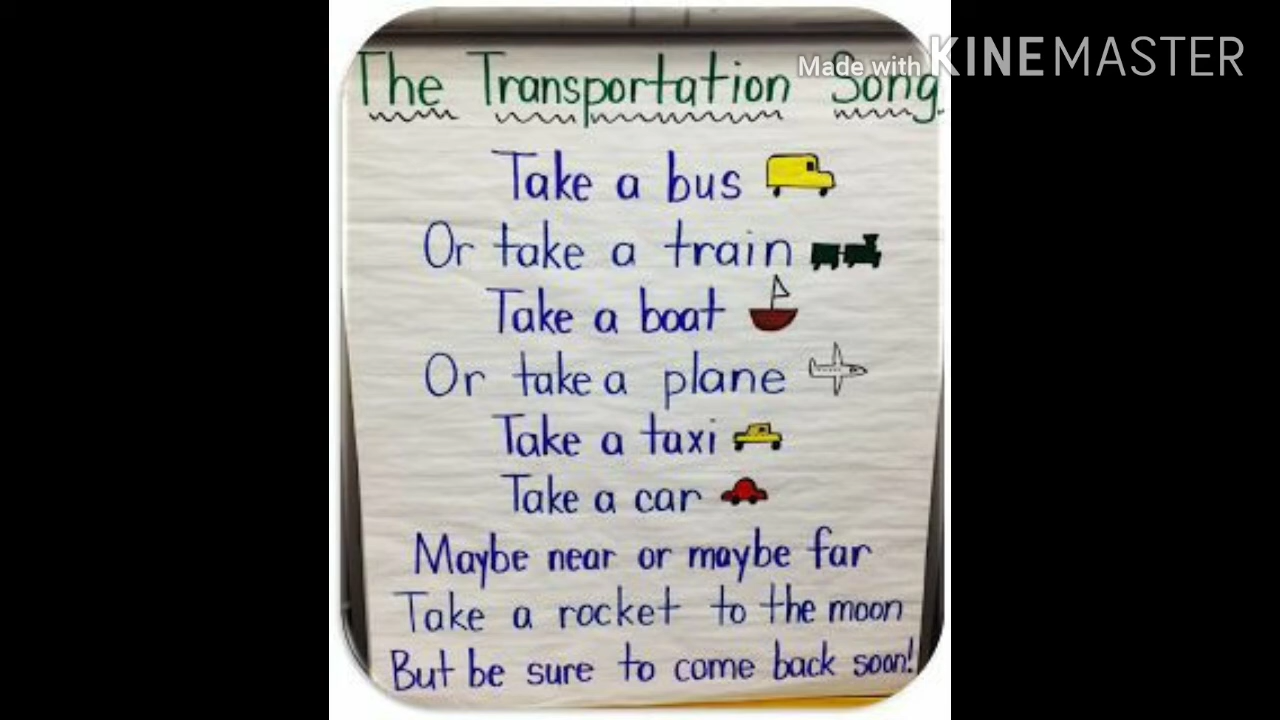 Made with KINEMASTER
The Transportation Song
Take a bus
Or take a train
Take a boat
Or take a plane
Take a taxi
Take a car
Maybe near or maybe far
Take a rocket to the moon
But be sure to come back soon!